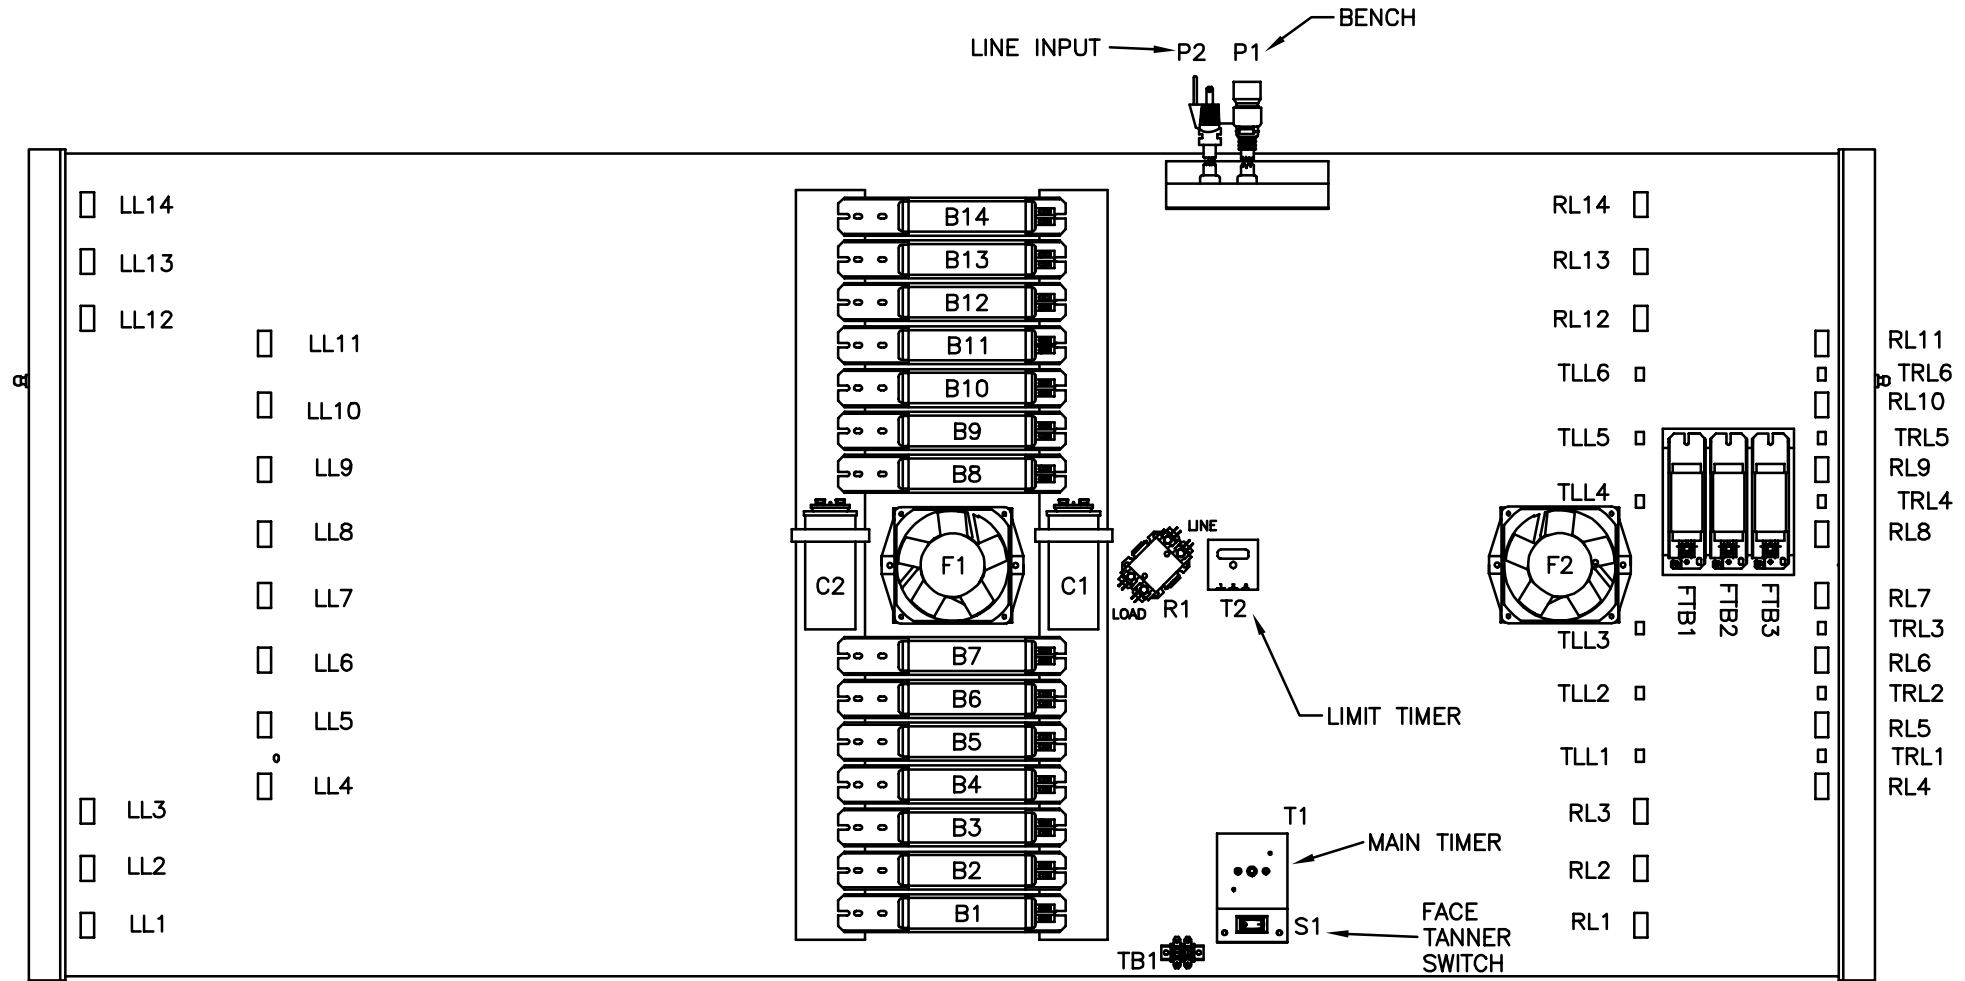 BENCH
LINE INPUT
P2 P1
LL14
LL13
LL12
LL11
LL10
LL9
LL8
LL7
LL6
LL5
LL4
LL3
LL2
LL1
B14
B13
B12
B11
B10
B9
B8
C2
F1
C1
B7
B6
B5
B4
B3
B2
B1
LINE
LOAD
R1
T2
LIMIT TIMER
T1
MAIN TIMER
S1
FACE
TANNER
SWITCH
TB1
RL14
RL13
RL12
TLL6
TLL5
TLL4
F2
TLL3
TLL2
TLL1
RL3
RL2
RL1
FTB1
FTB2
FTB3
RL11
TRL6
RL10
TRL5
RL9
TRL4
RL8
RL7
TRL3
RL6
TRL2
RL5
TRL1
RL4